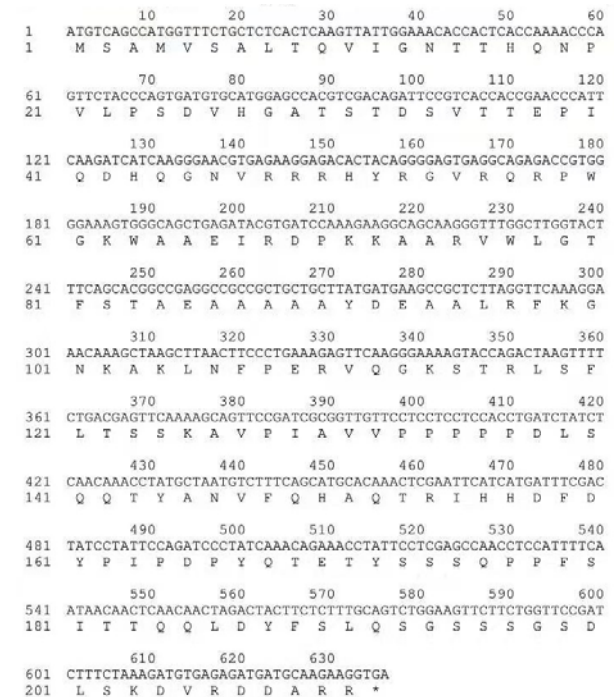 10 20 30 40 50 60
1 ATGTCAGCCATGGTTTCTGCTCTCACTCAAGTTATTGGAAACACCACTCACCAAAACCCA
1 M S A M V S A L T Q V I G N T T H Q N P
70 80 90 100 110 120
61 GTTCTACCCAGTGATGTGCATGGAGCCACGTCGACAGATTCCGTCACCACCGAACCCATT
21 V L P S D V H G A T S T D S V T T E P I
130 140 150 160 170 180
121 CAAGATCATCAAGGGAACGTGAGAAGGAGACACTACAGGGGAGTGAGGCAGAGACCGTGG
41 Q D H Q G N V R R R H Y R G V R Q R P W
190 200 210 220 230 240
181 GGAAAGTGGGCAGCTGAGATACGTGATCCAAAGAAGGCAGCAAGGGTTTGGCTTGGTACT
61 G K W A A E I R D P K K A A R V W L G T
250 260 270 280 290 300
241 TTCAGCACGGCCGAGGCCGCCGCTGCTGCTTATGATGAAGCCGCTCTTAGGTTCAAAGGA
81 F S T A E A A A A A Y D E A A L R F K G
310 320 330 340 350 360
301 AACAAAGCTAAGCTTAACTTCCCTGAAAGAGTTCAAGGGAAAAGTACCAGACTAAGTTTT
101 N K A K L N F P E R V Q G K S T R L S F
370 380 390 400 410 420
361 CTGACGAGTTCAAAAGCAGTTCCGATCGCGGTTGTTCCTCCTCCTCCACCTGATCTATCT
121 L T S S K A V P I A V V P P P P P D L S
430 440 450 460 470 480
421 CAACAAACCTATGCTAATGTCTTTCAGCATGCACAAACTCGAATTCATCATGATTTCGAC
141 Q Q T Y A N V F Q H A Q T R I H H D F D
490 500 510 520 530 540
481 TATCCTATTCCAGATCCCTATCAAACAGAAACCTATTCCTCGAGCCAACCTCCATTTTCA
161 Y P I P D P Y Q T E T Y S S S Q P P F S
550 560 570 580 590 600
541 ATAACAACTCAACAACTAGACTACTTCTCTTTGCAGTCTGGAAGTTCTTCTGGTTCCGAT
181 I T T Q Q L D Y F S L Q S G S S S G S D
610 620 630
601 CTTTCTAAAGATGTGAGAGATGATGCAAGAAGGTGA
201 L S K D V R D D A R R *